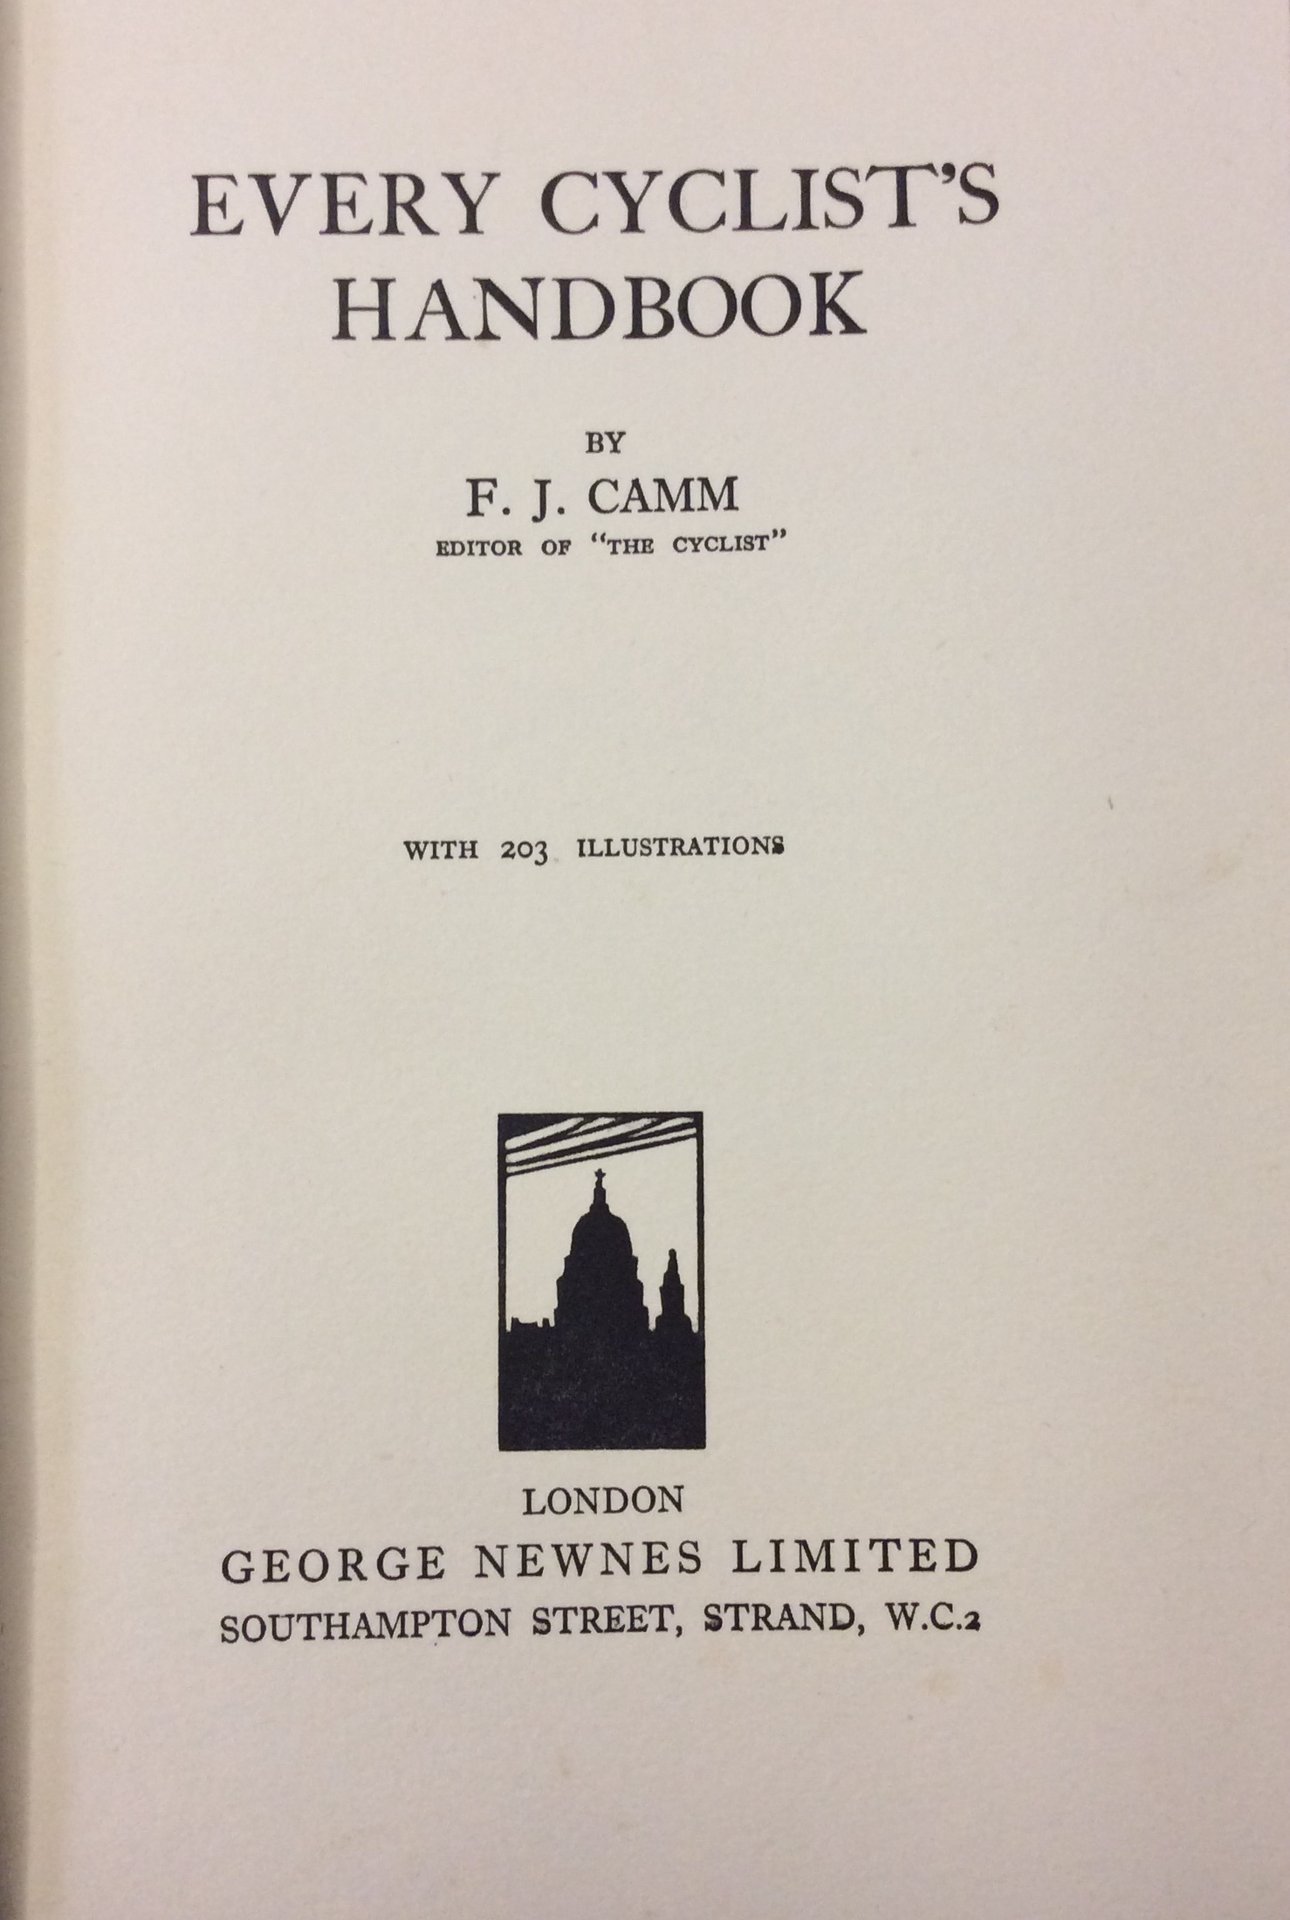 EVERY CYCLIST'S
HANDBOOK
BY
F. J. CAMM
EDITOR OF "THE CYCLIST"
WITH 203 ILLUSTRATIONS
LONDON
GEORGE NEWNES LIMITED
SOUTHAMPTON STREET, STRAND, W.C.2